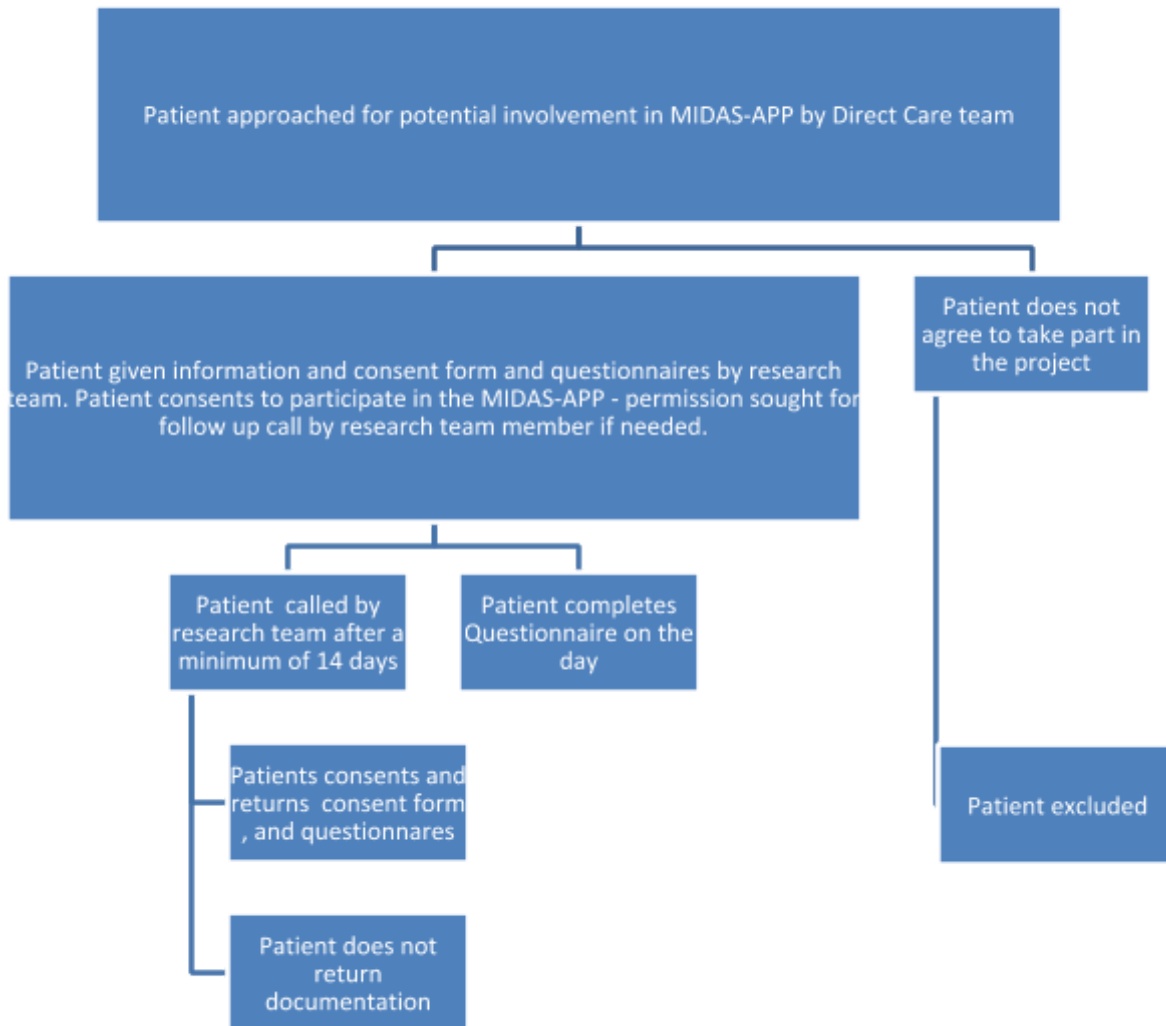 Patient approached for potential involvement in MIDAS-APP by Direct Care team
Patient given information and consent form and questionnaires by research
team. Patient consents to participate in the MIDAS-APP - permission sought for
follow up call by research team member if needed.
Patient does not
agree to take part in
the project
Patient called by
research team after a
minimum of 14 days
Patient completes
Questionnaire on the
day
Patients consents and
returns consent form
, and questionnares
Patient excluded
Patient does not
return
documentation